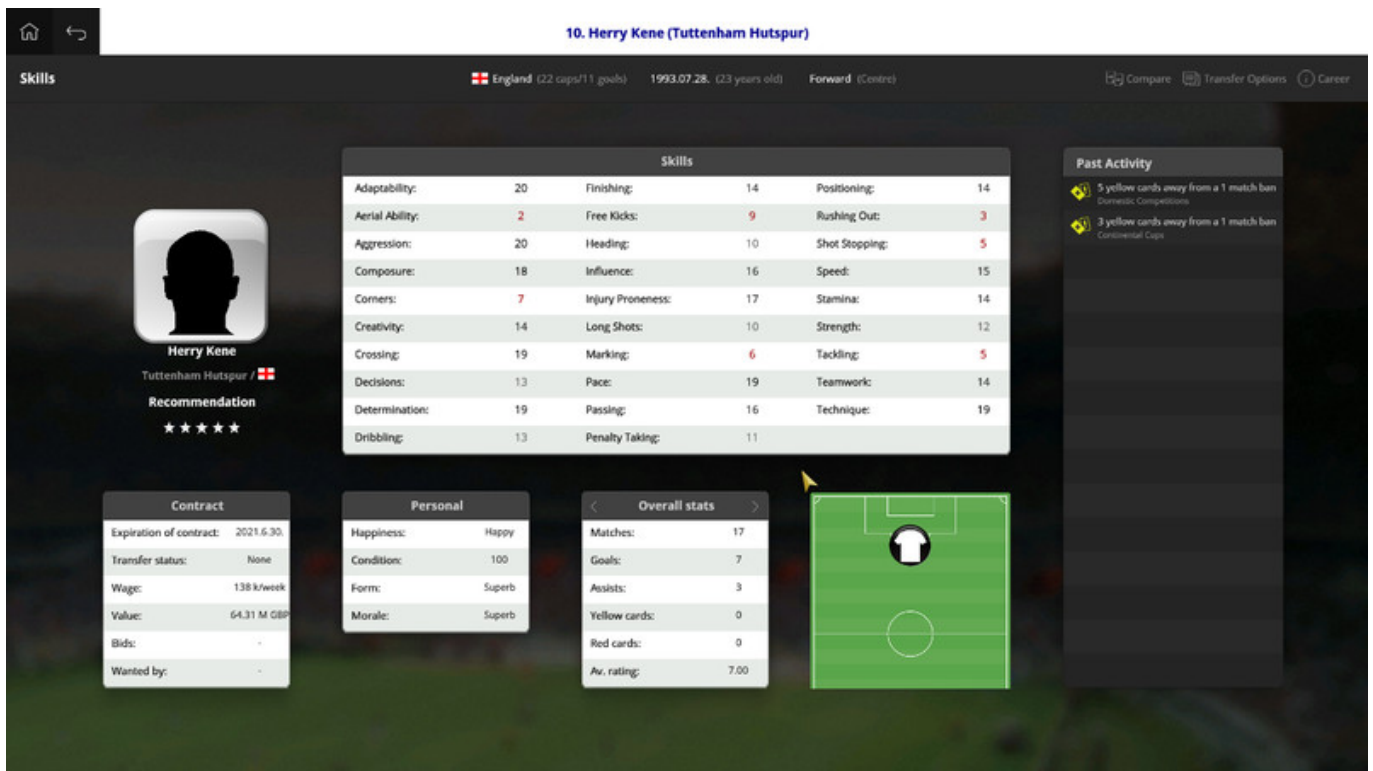 10. Herry Kene (Tuttenham Hutspur)
Skills
England (22 caps/11 goals) 1993.07.28. (23 years old) Forward (Centre)
Compare Transfer Options Career
Herry Kene
Tuttenham Hutspur /
Recommendation
Skills
Adaptability: 20 Finishing: 14 Positioning: 14
Aerial Ability: 2 Free Kicks: 9 Rushing Out: 3
Aggression: 20 Heading: 10 Shot Stopping: 5
Composure: 18 Influence: 16 Speed: 15
Corners: 7 Injury Proneness: 17 Stamina: 14
Creativity: 14 Long Shots: 10 Strength: 12
Crossing: 19 Marking: 6 Tackling: 5
Decisions: 13 Pace: 19 Teamwork: 14
Determination: 19 Passing: 16 Technique: 19
Dribbling: 13 Penalty Taking: 11
Past Activity
5 yellow cards away from a 1 match ban
Domestic Competitions
3 yellow cards away from a 1 match ban
Continental Cups
Contract
Expiration of contract: 2021.6.30.
Transfer status: None
Wage: 138 k/week
Value: 64.31 M GBP
Bids: -
Wanted by: -
Personal
Happiness: Happy
Condition: 100
Form: Superb
Morale: Superb
Overall stats
Matches: 17
Goals: 7
Assists: 3
Yellow cards: 0
Red cards: 0
Av. rating: 7.00